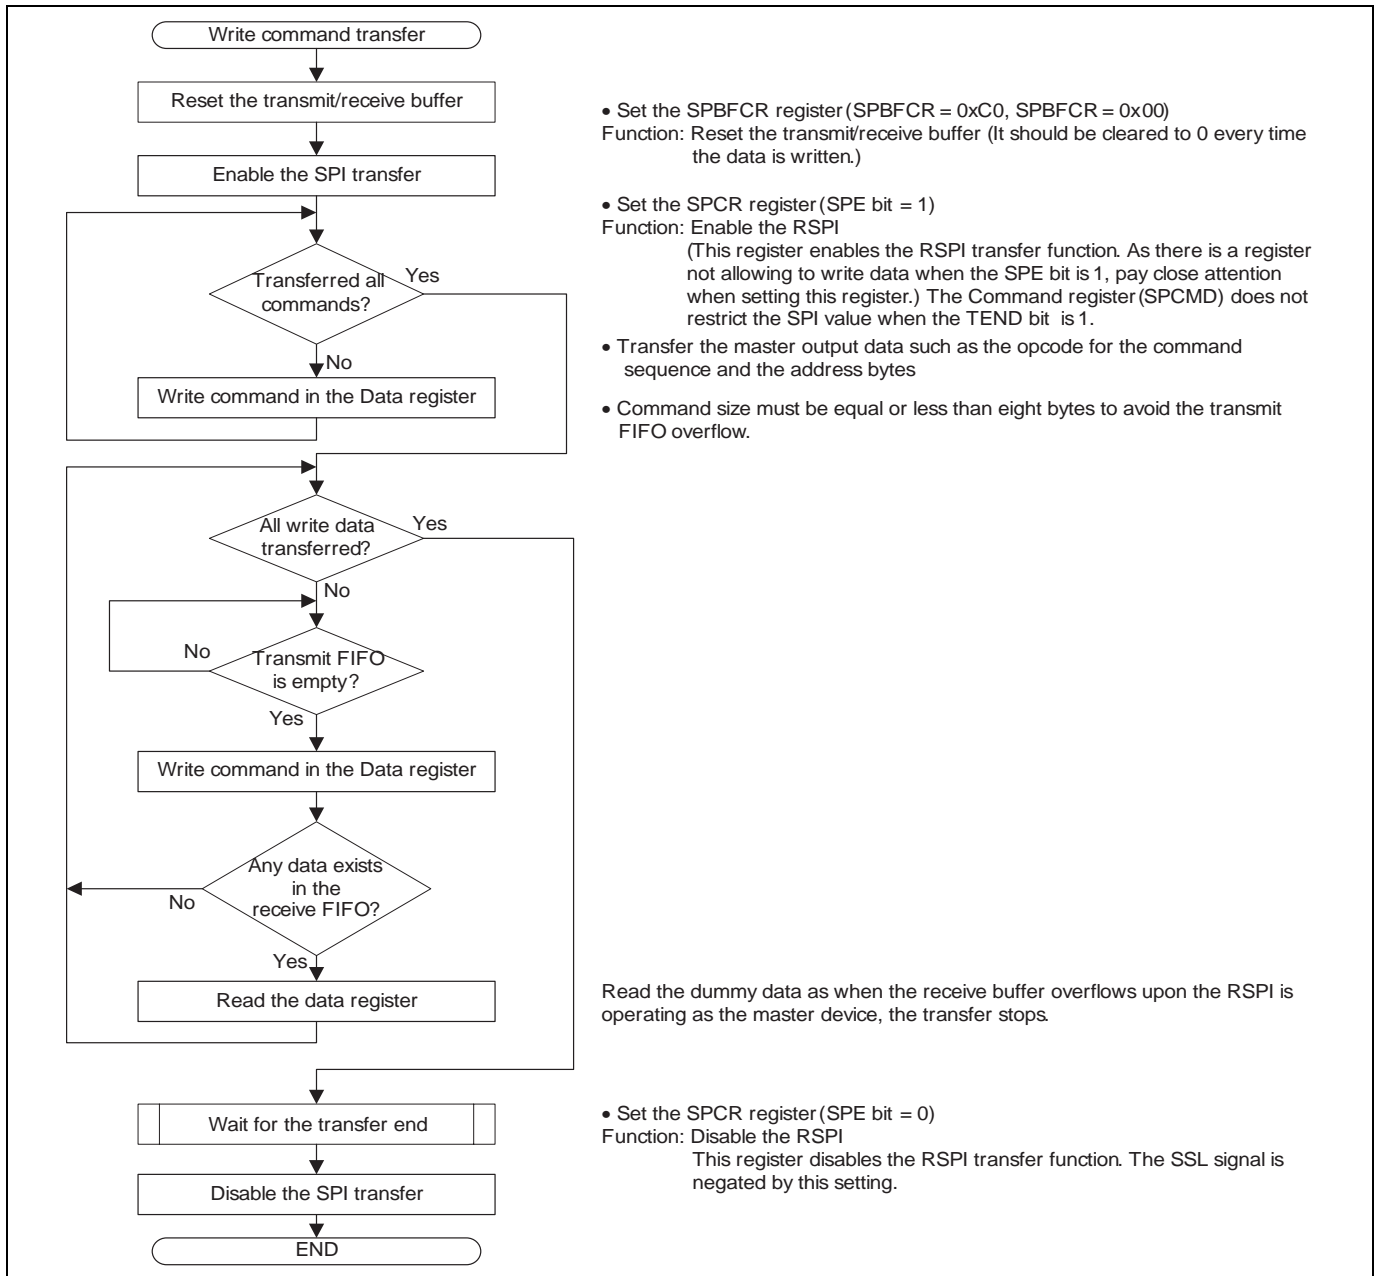 Write command transfer
Reset the transmit/receive buffer
• Set the SPBFCR register (SPBFCR = 0xC0, SPBFCR = 0x00)
Function: Reset the transmit/receive buffer (It should be cleared to 0 every time
the data is written.)
Enable the SPI transfer
• Set the SPCR register (SPE bit = 1)
Function: Enable the RSPI
(This register enables the RSPI transfer function. As there is a register
not allowing to write data when the SPE bit is 1, pay close attention
when setting this register.) The Command register (SPCMD) does not
restrict the SPI value when the TEND bit is 1.
Transferred all
commands?
Yes
No
• Transfer the master output data such as the opcode for the command
sequence and the address bytes
Write command in the Data register
• Command size must be equal or less than eight bytes to avoid the transmit
FIFO overflow.
All write data
transferred?
Yes
No
Transmit FIFO
is empty?
No
Yes
Write command in the Data register
Any data exists
in the
receive FIFO?
No
Yes
Read the data register
Read the dummy data as when the receive buffer overflows upon the RSPI is
operating as the master device, the transfer stops.
Wait for the transfer end
• Set the SPCR register (SPE bit = 0)
Function: Disable the RSPI
This register disables the RSPI transfer function. The SSL signal is
negated by this setting.
Disable the SPI transfer
END